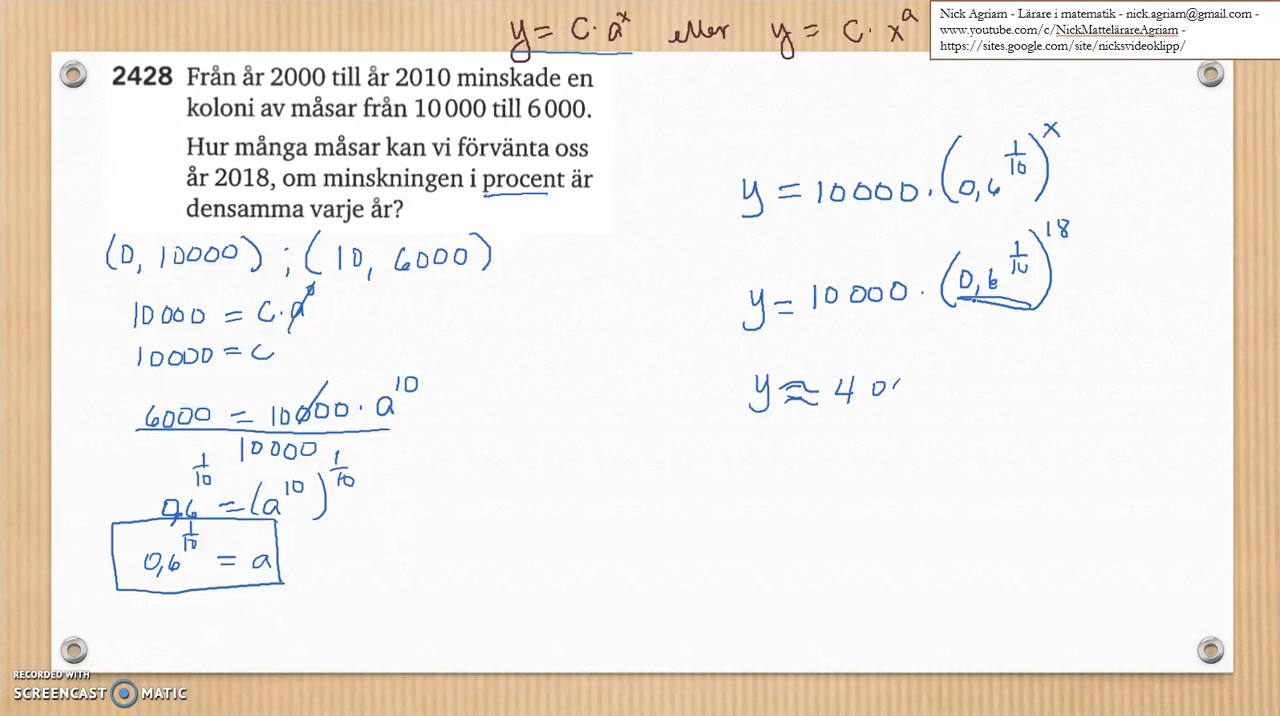 y = C · a^x eller y = C · x^a
Nick Agriam - Lärare i matematik - nick.agriam@gmail.com -
www.youtube.com/c/NickMattelärareAgriam -
https://sites.google.com/site/nicksvideoklipp/
2428 Från år 2000 till år 2010 minskade en
koloni av måsar från 10 000 till 6 000.
Hur många måsar kan vi förvänta oss
år 2018, om minskningen i procent är
densamma varje år?
(0, 10000) ; (10, 6000)
10000 = C · a^0
10000 = C
6000 = 10000 · a^10
10000
0,6^(1/10) = (a^10)^(1/10)
0,6^(1/10) = a
y = 10000 · (0,6^(1/10))^x
y = 10 000 · (0,6^(1/10))^18
y ≈ 4 0
RECORDED WITH
SCREENCAST MATIC